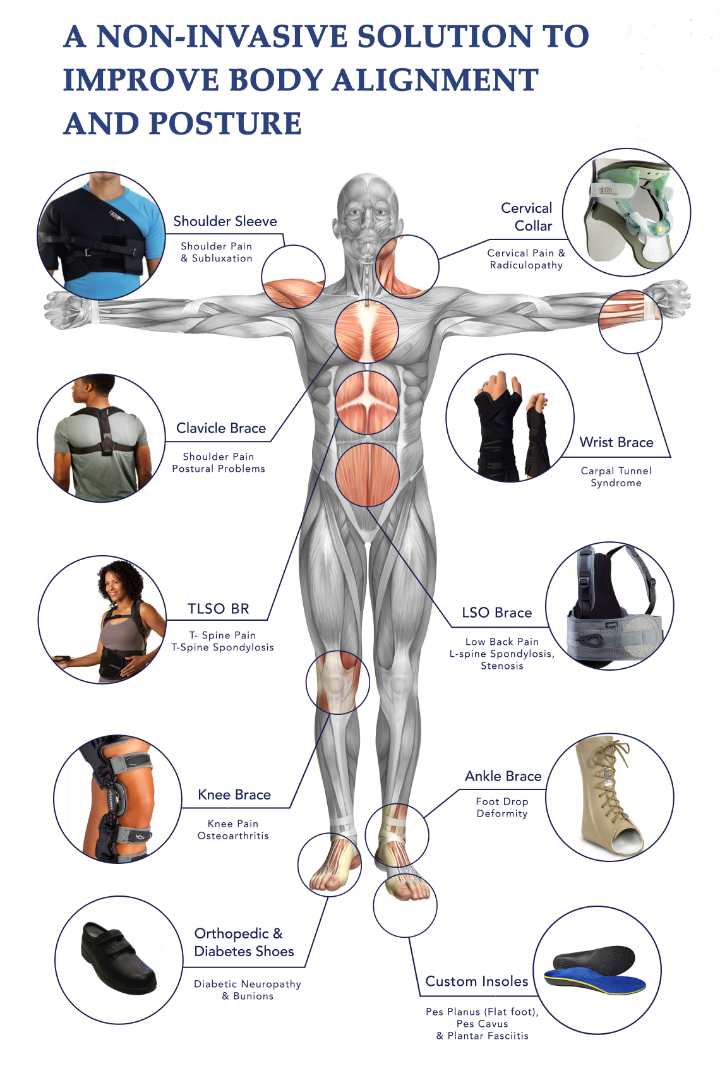 A NON-INVASIVE SOLUTION TO
IMPROVE BODY ALIGNMENT
AND POSTURE
Shoulder Sleeve
Shoulder Pain
& Subluxation
Cervical
Collar
Cervical Pain &
Radiculopathy
Clavicle Brace
Shoulder Pain
Postural Problems
Wrist Brace
Carpal Tunnel
Syndrome
TLSO BR
T- Spine Pain
T-Spine Spondylosis
LSO Brace
Low Back Pain
L-spine Spondylosis,
Stenosis
Knee Brace
Knee Pain
Osteoarthritis
Ankle Brace
Foot Drop
Deformity
Orthopedic &
Diabetes Shoes
Diabetic Neuropathy
& Bunions
Custom Insoles
Pes Planus (Flat foot),
Pes Cavus
& Plantar Fasciitis